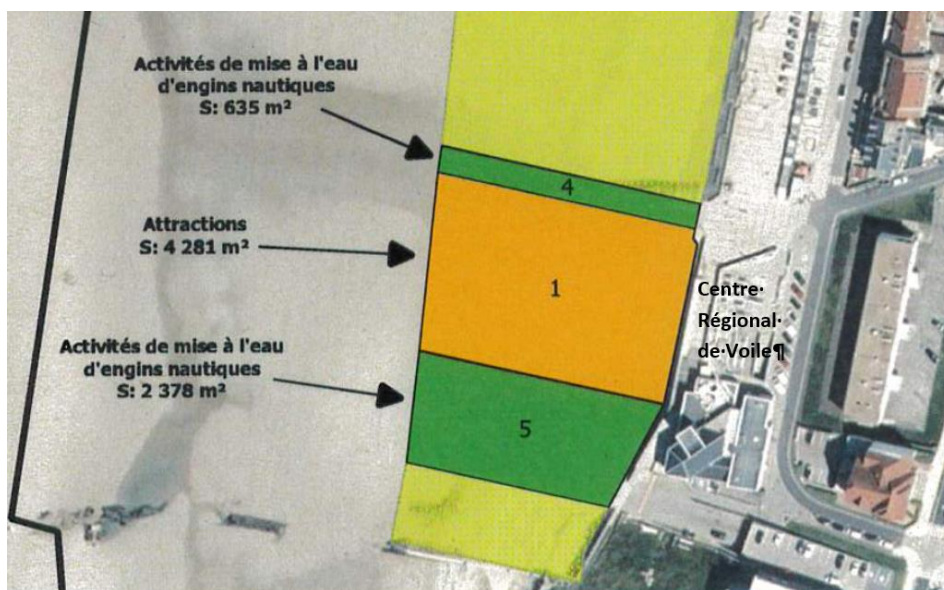 Activités de mise à l'eau
d'engins nautiques
S: 635 m²
4
Attractions
S: 4 281 m²
1
Centre·
Régional·
de·Voile¶
Activités de mise à l'eau
d'engins nautiques
S: 2 378 m²
5